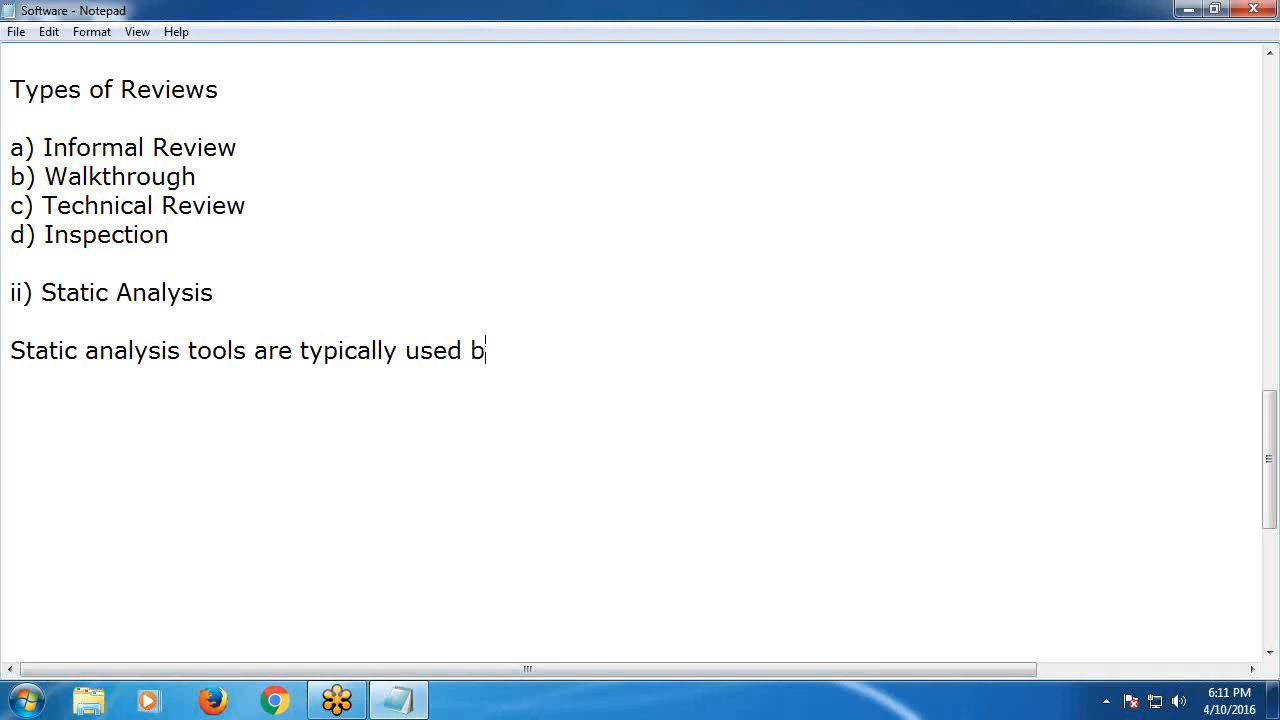 Software - Notepad
File Edit Format View Help
Types of Reviews
a) Informal Review
b) Walkthrough
c) Technical Review
d) Inspection
ii) Static Analysis
Static analysis tools are typically used b
6:11 PM
4/10/2016